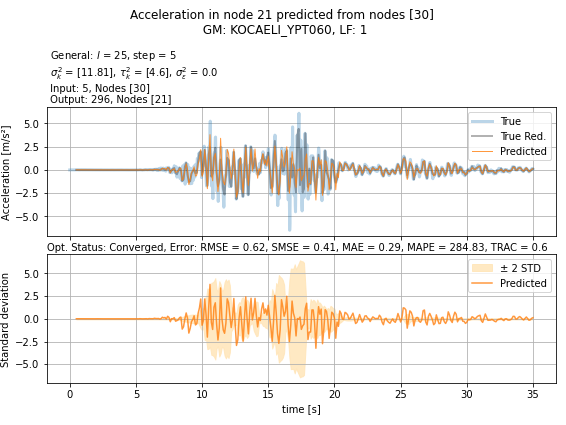 Acceleration in node 21 predicted from nodes [30]
GM: KOCAELI_YPT060, LF: 1
General: l = 25, step = 5
σ²ₖ = [11.81], τ²ₖ = [4.6], σ²_ε = 0.0
Input: 5, Nodes [30]
Output: 296, Nodes [21]
Acceleration [m/s²]
5.0
2.5
0.0
−2.5
−5.0
True
True Red.
Predicted
Opt. Status: Converged, Error: RMSE = 0.62, SMSE = 0.41, MAE = 0.29, MAPE = 284.83, TRAC = 0.6
Standard deviation
5.0
2.5
0.0
−2.5
−5.0
± 2 STD
Predicted
0 5 10 15 20 25 30 35
time [s]